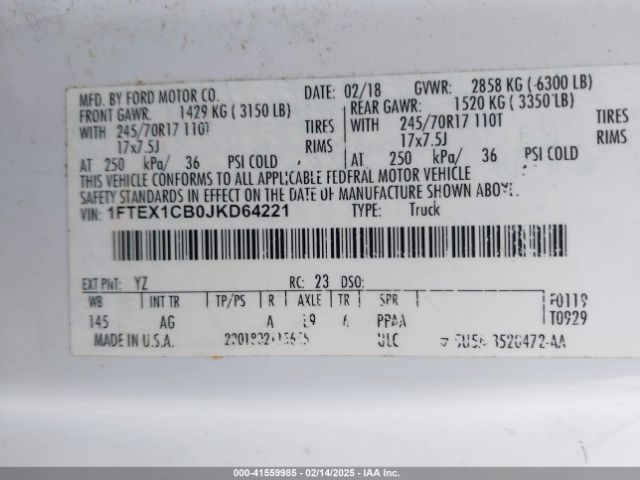 MFD. BY FORD MOTOR CO. DATE: 02/18 GVWR: 2858 KG (6300 LB)
FRONT GAWR: 1429 KG (3150 LB) REAR GAWR: 1520 KG (3350 LB)
WITH 245/70R17 110T TIRES WITH 245/70R17 110T TIRES
17x7.5J RIMS 17x7.5J RIMS
AT 250 kPa/ 36 PSI COLD AT 250 kPa/ 36 PSI COLD
THIS VEHICLE CONFORMS TO ALL APPLICABLE FEDERAL MOTOR VEHICLE
SAFETY STANDARDS IN EFFECT ON THE DATE OF MANUFACTURE SHOWN ABOVE.
VIN: 1FTEX1CB0JKD64221 TYPE: Truck
EXT PNT: YZ RC: 23 DSO:
WB INT TR TP/PS R AXLE TR SPR F0119
145 AG A 19 6 PPAA T0929
MADE IN U.S.A. ULC
(0) - 41559985 - 02/14/2025 - IAA Inc.